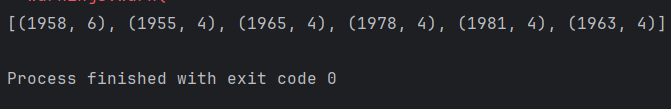 [(1958, 6), (1955, 4), (1965, 4), (1978, 4), (1981, 4), (1963, 4)]
Process finished with exit code 0